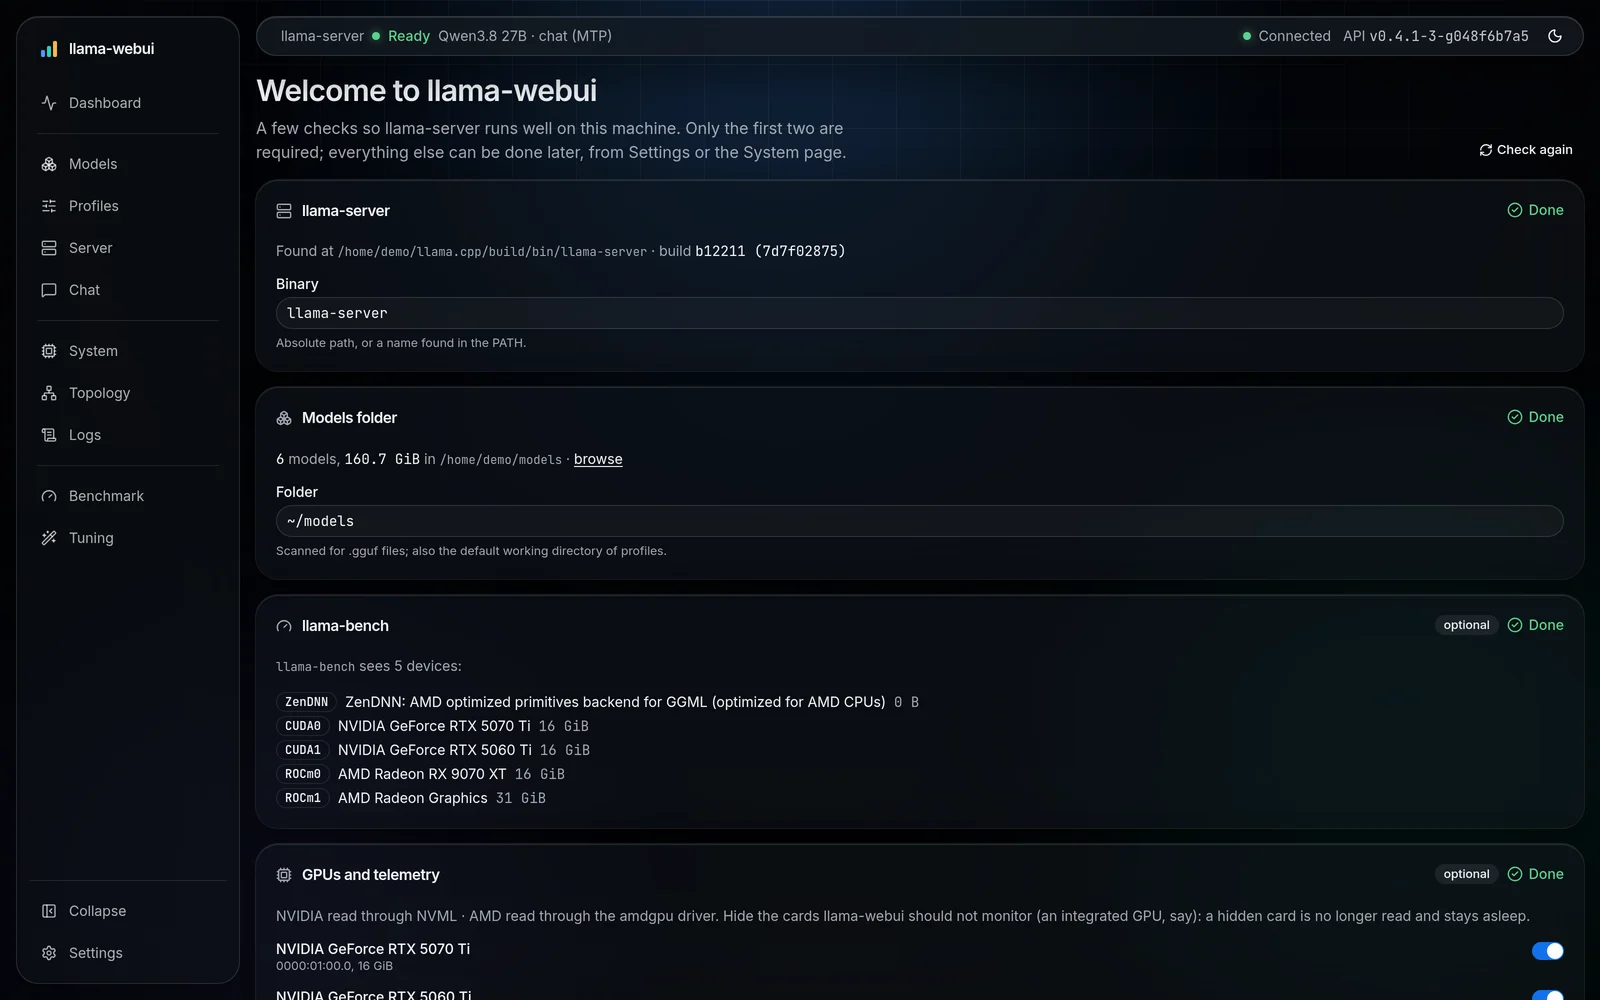 llama-webui
Dashboard
Models
Profiles
Server
Chat
System
Topology
Logs
Benchmark
Tuning
Collapse
Settings
llama-server Ready Qwen3.8 27B · chat (MTP)
Connected API v0.4.1-3-g048f6b7a5
Welcome to llama-webui
A few checks so llama-server runs well on this machine. Only the first two are
required; everything else can be done later, from Settings or the System page.
Check again
llama-server
Done
Found at /home/demo/llama.cpp/build/bin/llama-server · build b12211 (7d7f02875)
Binary
llama-server
Absolute path, or a name found in the PATH.
Models folder
Done
6 models, 160.7 GiB in /home/demo/models · browse
Folder
~/models
Scanned for .gguf files; also the default working directory of profiles.
llama-bench
optional Done
llama-bench sees 5 devices:
ZenDNN ZenDNN: AMD optimized primitives backend for GGML (optimized for AMD CPUs) 0 B
CUDA0 NVIDIA GeForce RTX 5070 Ti 16 GiB
CUDA1 NVIDIA GeForce RTX 5060 Ti 16 GiB
ROCm0 AMD Radeon RX 9070 XT 16 GiB
ROCm1 AMD Radeon Graphics 31 GiB
GPUs and telemetry
optional Done
NVIDIA read through NVML · AMD read through the amdgpu driver. Hide the cards llama-webui should not monitor (an integrated GPU, say): a hidden card is no longer read and stays asleep.
NVIDIA GeForce RTX 5070 Ti
0000:01:00.0, 16 GiB
NVIDIA GeForce RTX 5060 Ti